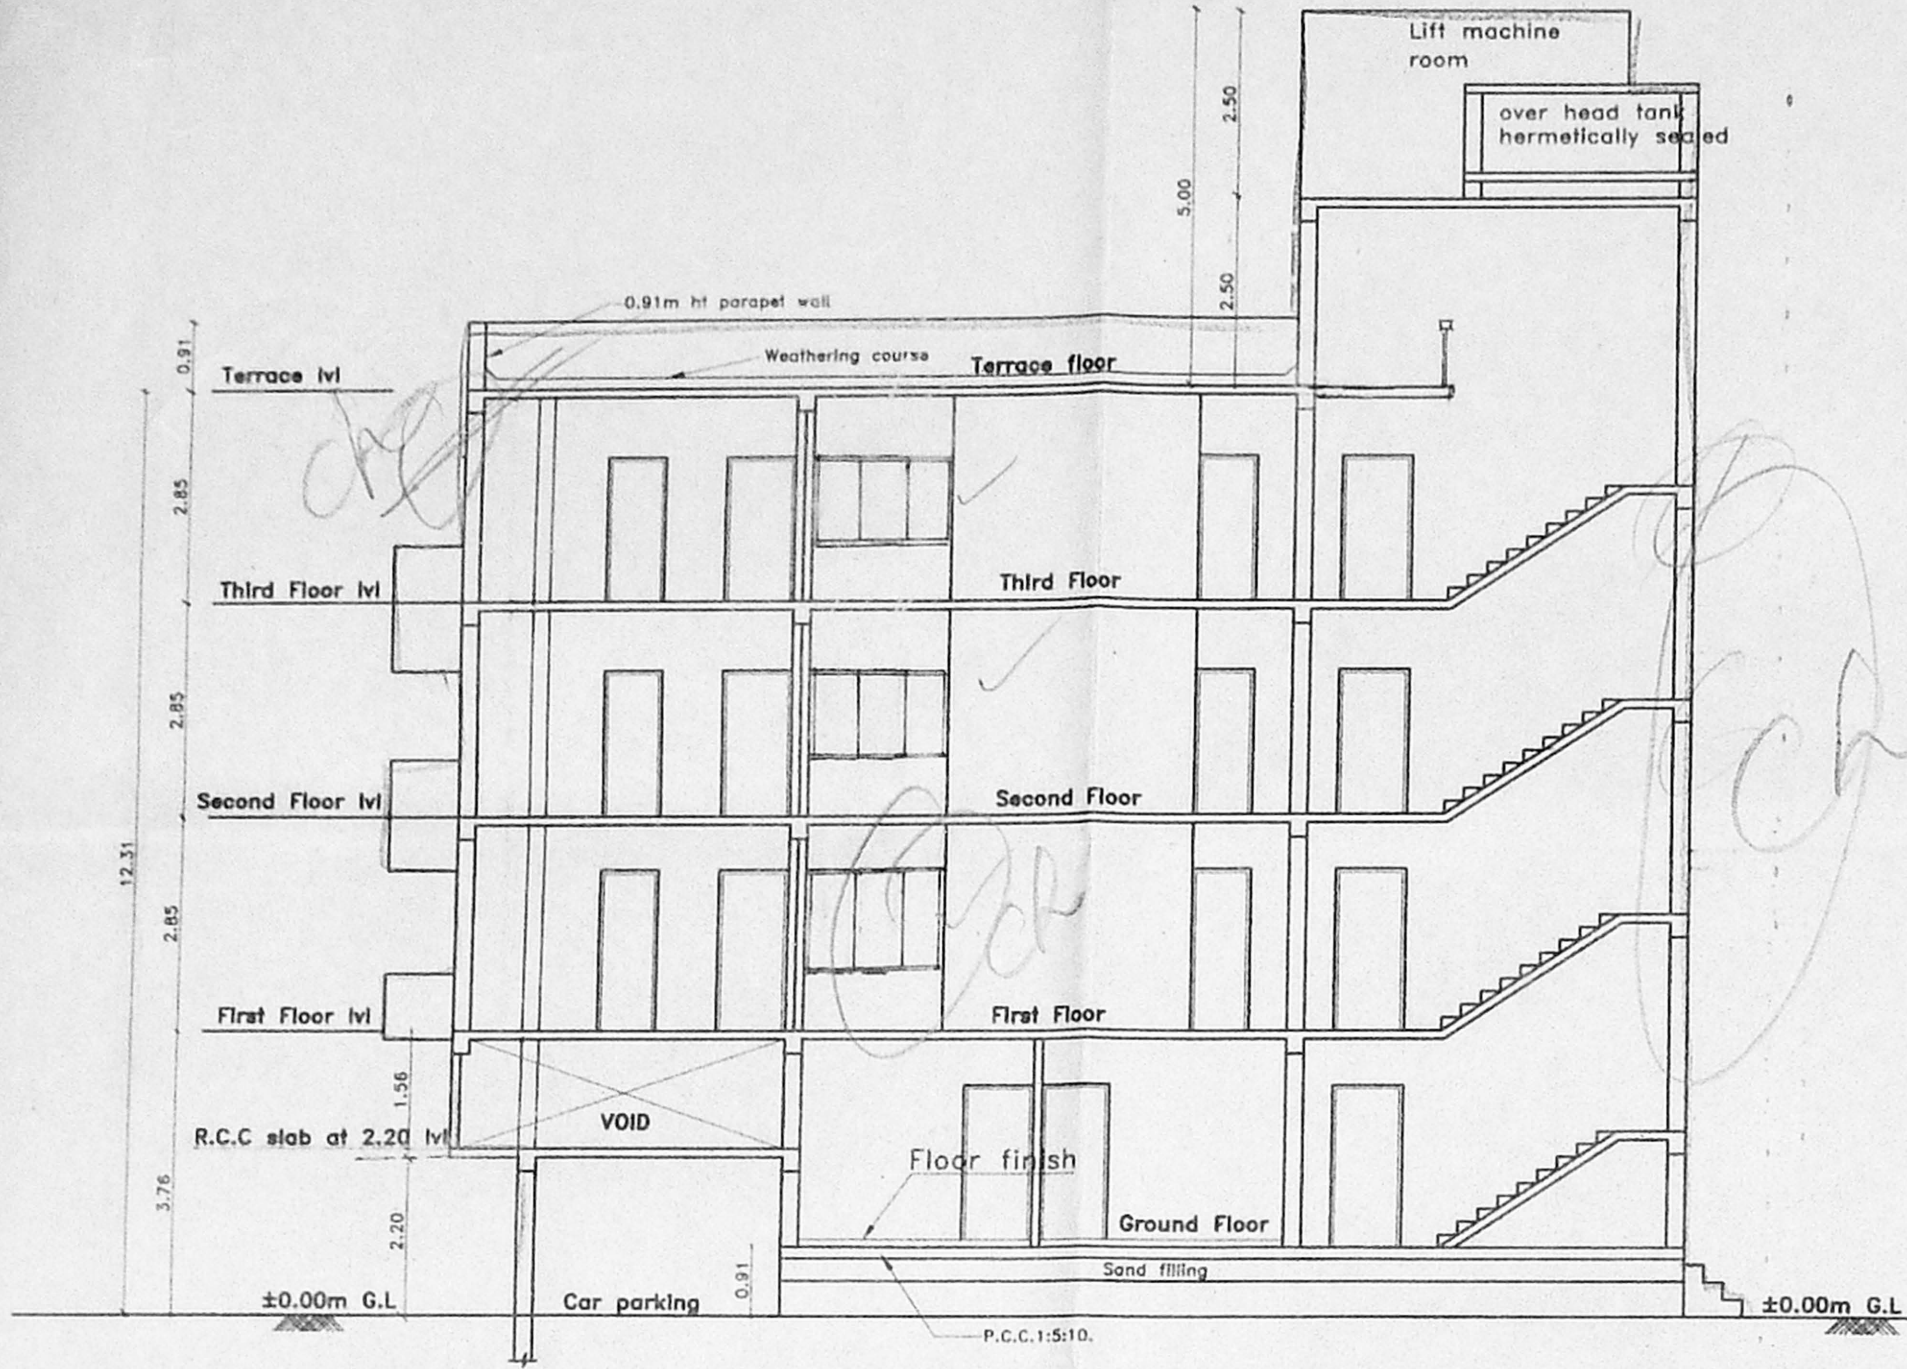 Lift machine
room
2.50
over head tank
hermetically sealed
5.00
2.50
0.91m ht parapet wall
0.91
Weathering course
Terrace floor
Terrace lvl
2.85
Third Floor lvl
Third Floor
2.85
Second Floor lvl
Second Floor
12.31
2.85
First Floor lvl
First Floor
1.56
VOID
R.C.C slab at 2.20 lvl
Floor finish
3.76
2.20
Ground Floor
0.91
Sand filling
±0.00m G.L
Car parking
±0.00m G.L
P.C.C.1:5:10.